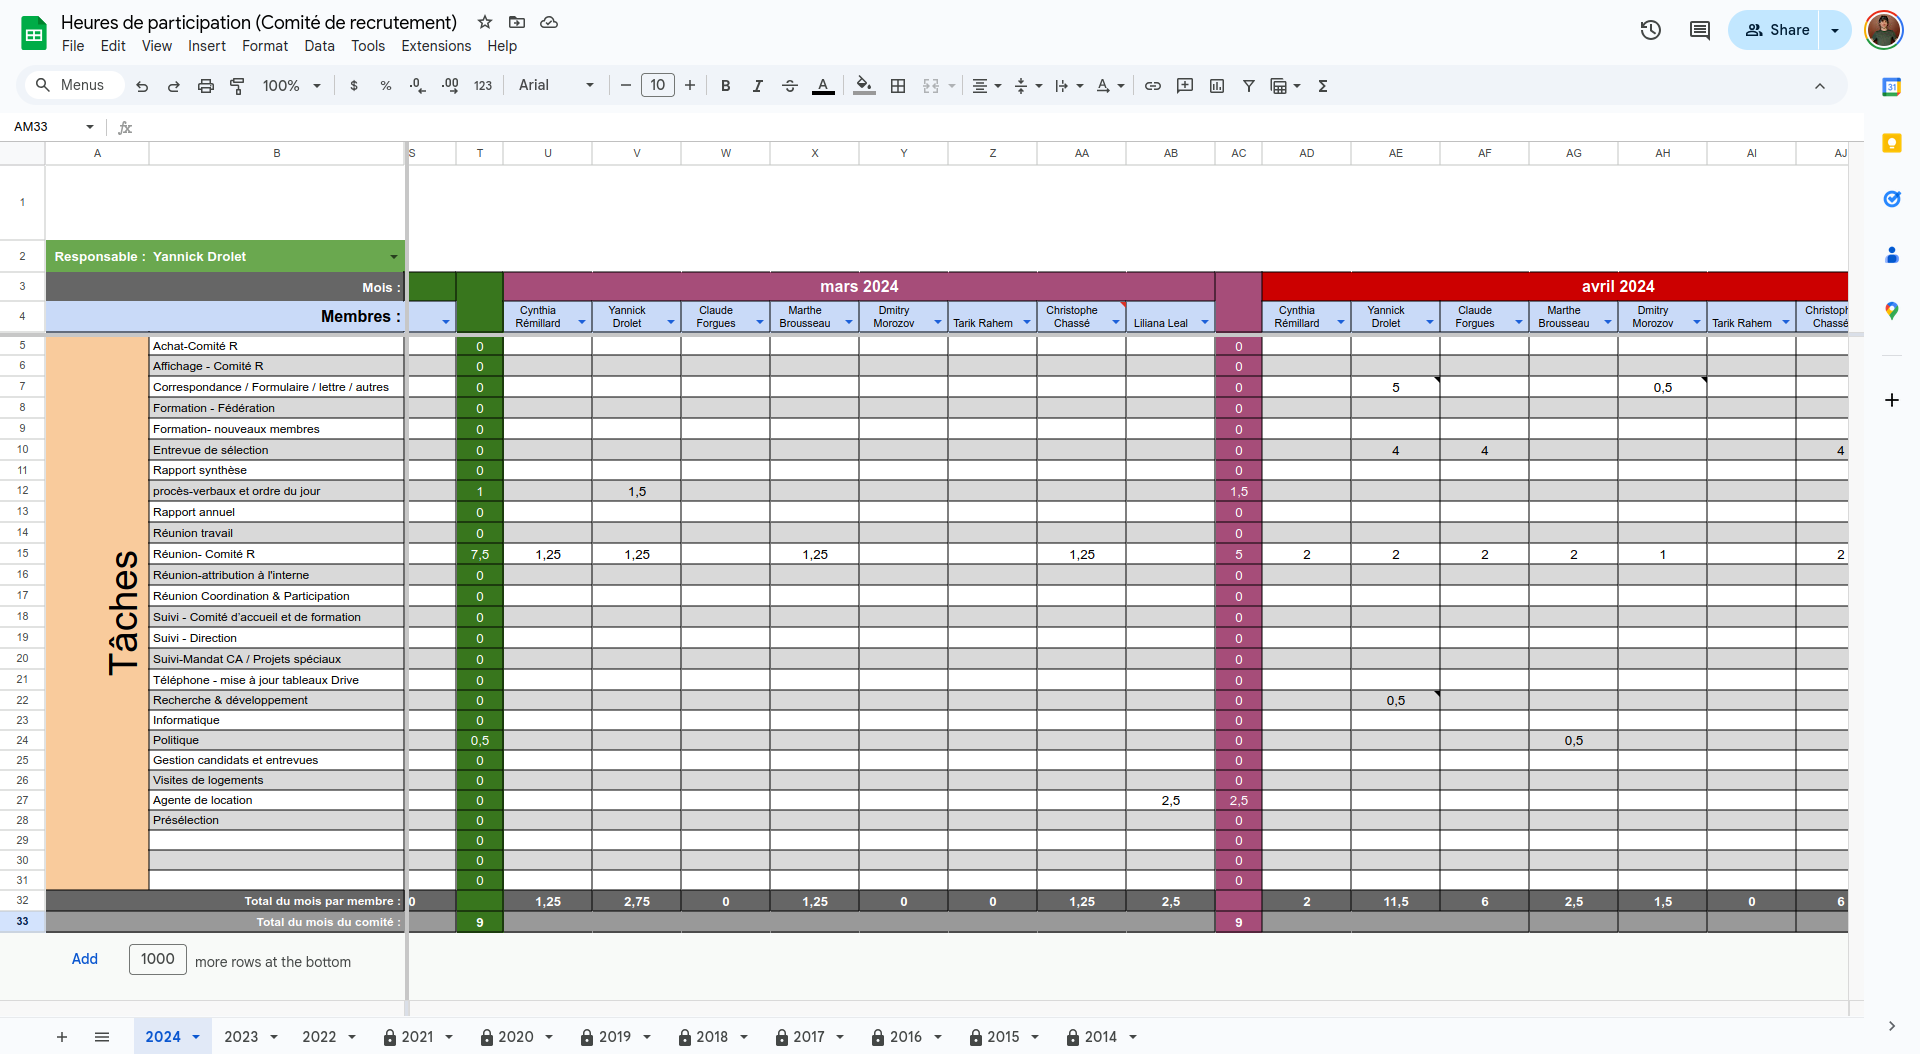 Heures de participation (Comité de recrutement)
File Edit View Insert Format Data Tools Extensions Help
Share
Menus 100% $ % .0 .00 123 Arial 10 B I A
AM33 fx
A B S T U V W X Y Z AA AB AC AD AE AF AG AH AI AJ
1
2 Responsable : Yannick Drolet
3 Mois : mars 2024 avril 2024
4 Membres : Cynthia Rémillard Yannick Drolet Claude Forgues Marthe Brousseau Dmitry Morozov Tarik Rahem Christophe Chassé Liliana Leal Cynthia Rémillard Yannick Drolet Claude Forgues Marthe Brousseau Dmitry Morozov Tarik Rahem Christoph Chassé
Tâches
5 Achat-Comité R 0 0
6 Affichage - Comité R 0 0
7 Correspondance / Formulaire / lettre / autres 0 0 5 0,5
8 Formation - Fédération 0 0
9 Formation- nouveaux membres 0 0
10 Entrevue de sélection 0 0 4 4 4
11 Rapport synthèse 0 0
12 procès-verbaux et ordre du jour 1 1,5 1,5
13 Rapport annuel 0 0
14 Réunion travail 0 0
15 Réunion- Comité R 7,5 1,25 1,25 1,25 1,25 5 2 2 2 2 1 2
16 Réunion-attribution à l'interne 0 0
17 Réunion Coordination & Participation 0 0
18 Suivi - Comité d'accueil et de formation 0 0
19 Suivi - Direction 0 0
20 Suivi-Mandat CA / Projets spéciaux 0 0
21 Téléphone - mise à jour tableaux Drive 0 0
22 Recherche & développement 0 0 0,5
23 Informatique 0 0
24 Politique 0,5 0 0,5
25 Gestion candidats et entrevues 0 0
26 Visites de logements 0 0
27 Agente de location 0 2,5 2,5
28 Présélection 0 0
29 0 0
30 0 0
31 0 0
32 Total du mois par membre : 0 1,25 2,75 0 1,25 0 0 1,25 2,5 2 11,5 6 2,5 1,5 0 6
33 Total du mois du comité : 9 9
Add 1000 more rows at the bottom
2024 2023 2022 2021 2020 2019 2018 2017 2016 2015 2014
31